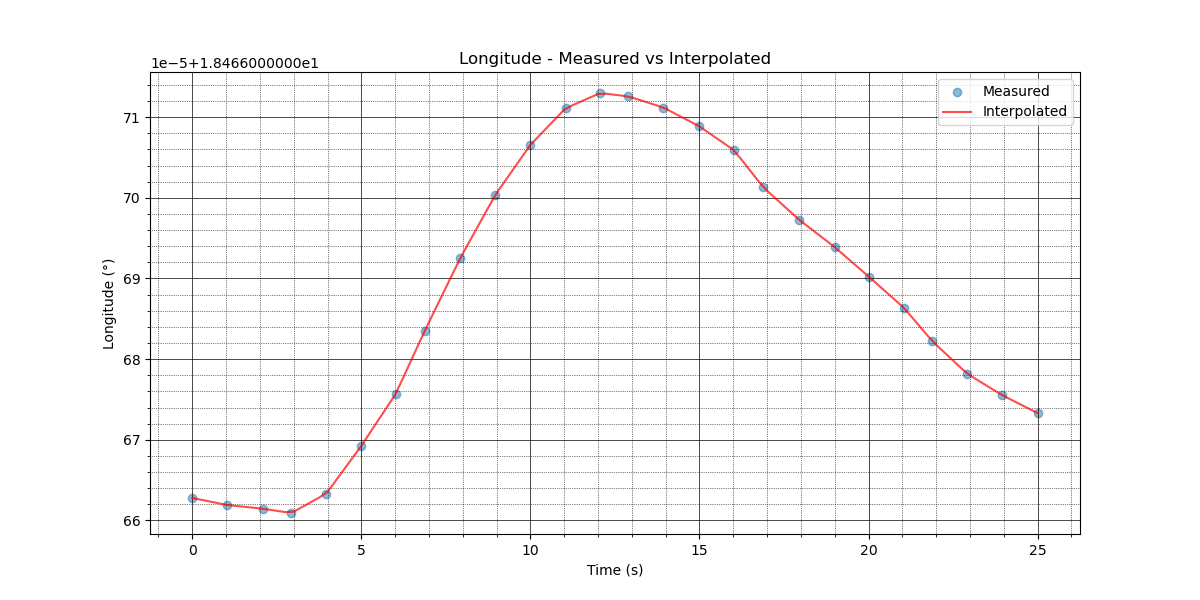 Longitude - Measured vs Interpolated
1e−5+1.8466000000e1
Measured
Interpolated
71
70
69
68
67
66
Longitude (°)
0 5 10 15 20 25
Time (s)